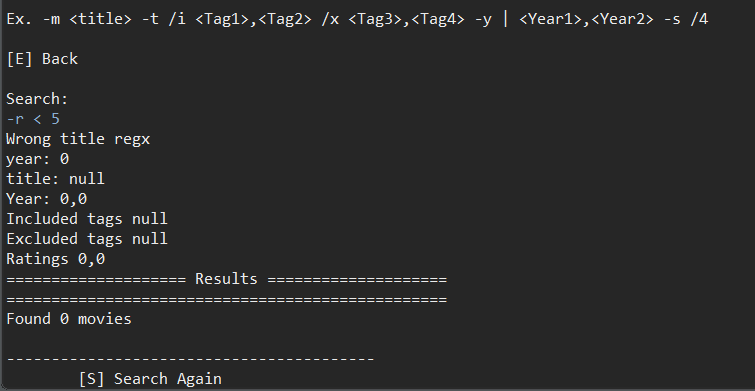 Ex. -m <title> -t /i <Tag1>,<Tag2> /x <Tag3>,<Tag4> -y | <Year1>,<Year2> -s /4
[E] Back
Search:
-r < 5
Wrong title regx
year: 0
title: null
Year: 0,0
Included tags null
Excluded tags null
Ratings 0,0
==================== Results ====================
=================================================
Found 0 movies
-----------------------------------------
[S] Search Again